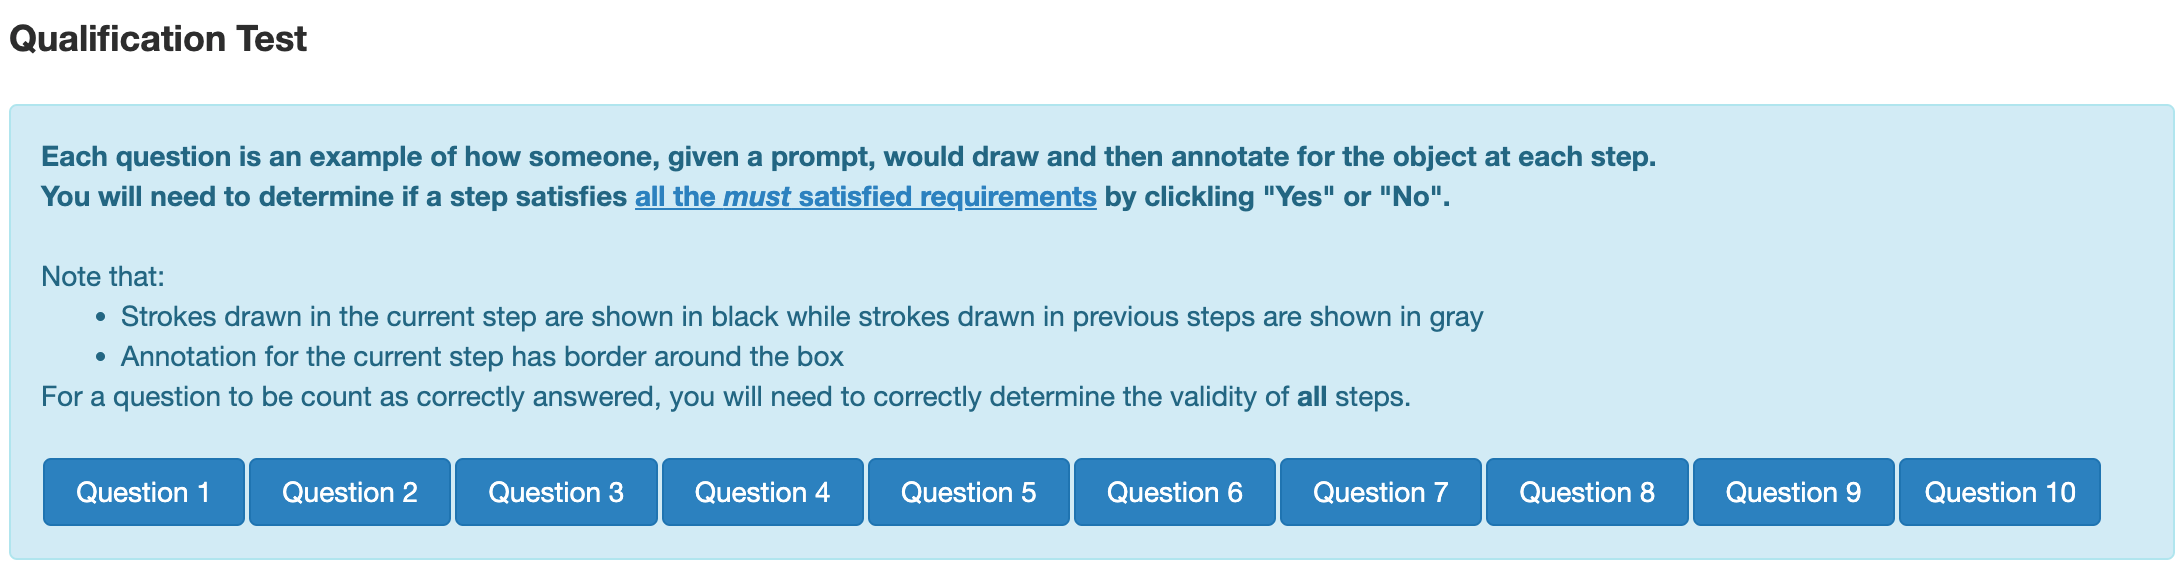 Qualification Test
Each question is an example of how someone, given a prompt, would draw and then annotate for the object at each step.
You will need to determine if a step satisfies all the must satisfied requirements by clickling "Yes" or "No".
Note that:
• Strokes drawn in the current step are shown in black while strokes drawn in previous steps are shown in gray
• Annotation for the current step has border around the box
For a question to be count as correctly answered, you will need to correctly determine the validity of all steps.
Question 1 Question 2 Question 3 Question 4 Question 5 Question 6 Question 7 Question 8 Question 9 Question 10